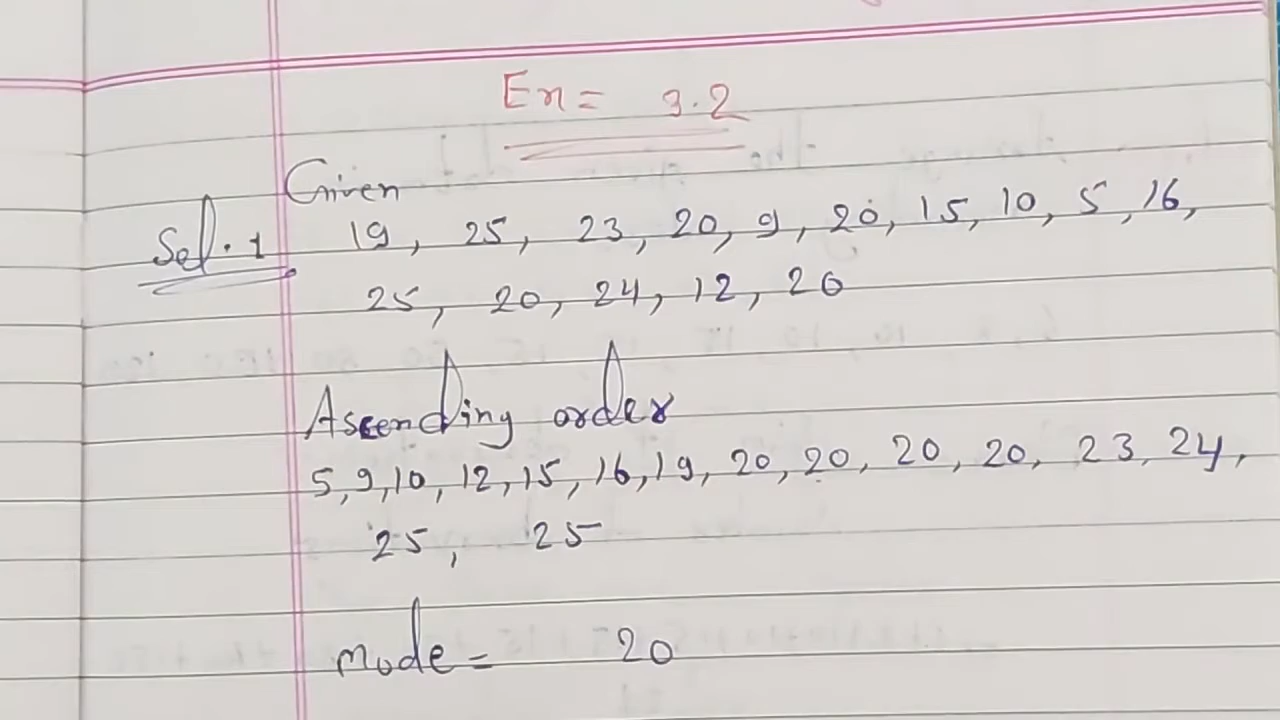 Ex = 3.2
Given
Sol. 1 19, 25, 23, 20, 9, 20, 15, 10, 5, 16,
25, 20, 24, 12, 20
Ascending order
5, 9, 10, 12, 15, 16, 19, 20, 20, 20, 20, 23, 24,
25, 25
mode = 20